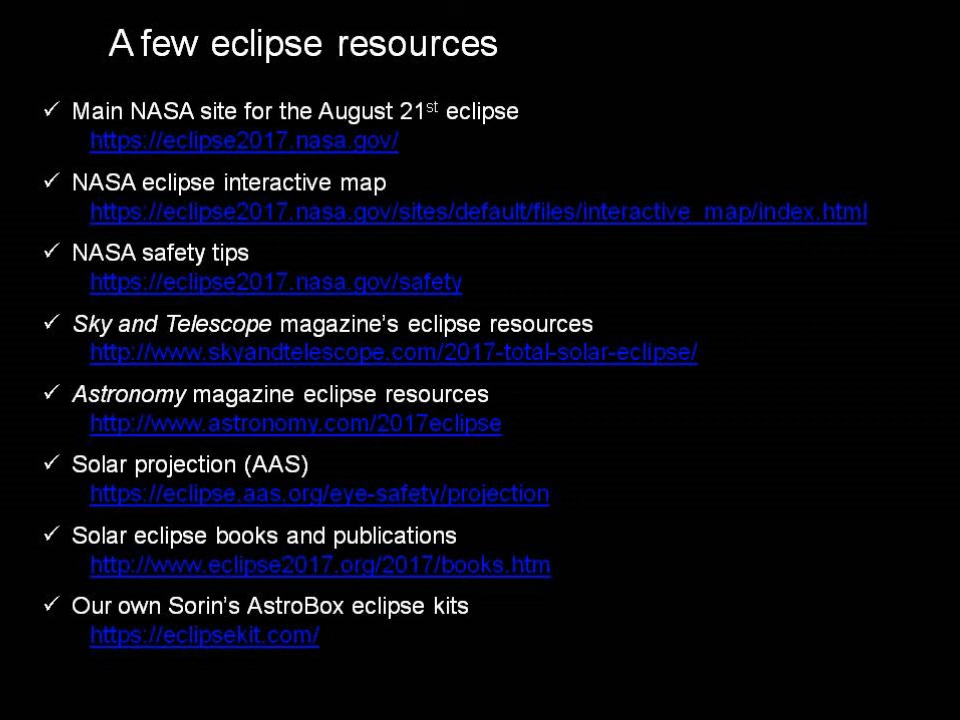 A few eclipse resources
✓ Main NASA site for the August 21st eclipse
https://eclipse2017.nasa.gov/
✓ NASA eclipse interactive map
https://eclipse2017.nasa.gov/sites/default/files/interactive_map/index.html
✓ NASA safety tips
https://eclipse2017.nasa.gov/safety
✓ Sky and Telescope magazine’s eclipse resources
http://www.skyandtelescope.com/2017-total-solar-eclipse/
✓ Astronomy magazine eclipse resources
http://www.astronomy.com/2017eclipse
✓ Solar projection (AAS)
https://eclipse.aas.org/eye-safety/projection
✓ Solar eclipse books and publications
http://www.eclipse2017.org/2017/books.htm
✓ Our own Sorin’s AstroBox eclipse kits
https://eclipsekit.com/